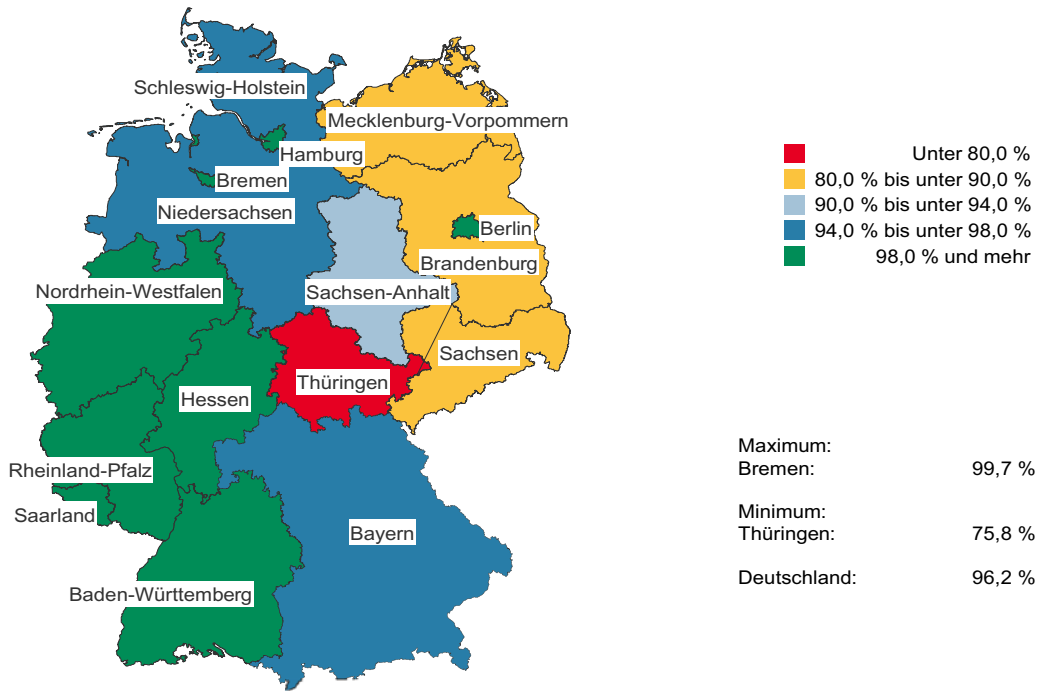 Schleswig-Holstein
Mecklenburg-Vorpommern
Hamburg
Bremen
Niedersachsen
Berlin
Brandenburg
Nordrhein-Westfalen
Sachsen-Anhalt
Sachsen
Thüringen
Hessen
Rheinland-Pfalz
Saarland
Bayern
Baden-Württemberg
Unter 80,0 %
80,0 % bis unter 90,0 %
90,0 % bis unter 94,0 %
94,0 % bis unter 98,0 %
98,0 % und mehr
Maximum:
Bremen: 99,7 %
Minimum:
Thüringen: 75,8 %
Deutschland: 96,2 %